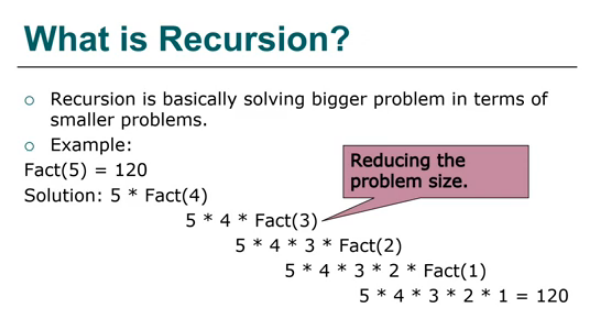 What is Recursion?
Recursion is basically solving bigger problem in terms of
smaller problems.
Example:
Fact(5) = 120
Reducing the
problem size.
Solution: 5 * Fact(4)
5 * 4 * Fact(3)
5 * 4 * 3 * Fact(2)
5 * 4 * 3 * 2 * Fact(1)
5 * 4 * 3 * 2 * 1 = 120